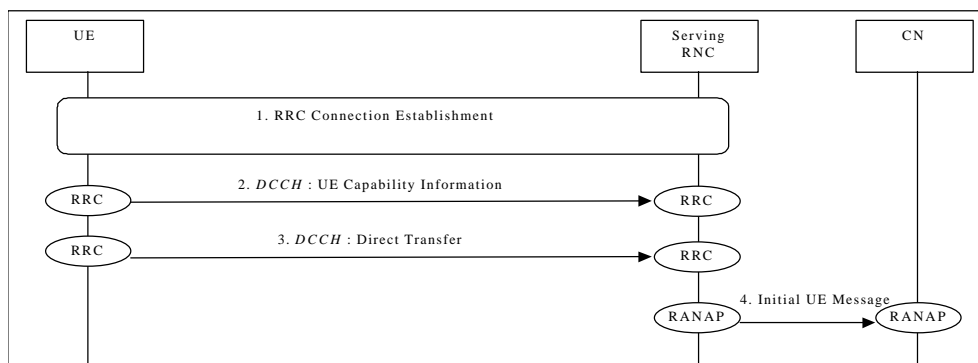 UE
Serving
RNC
CN
1. RRC Connection Establishment
2. DCCH : UE Capability Information
RRC
RRC
3. DCCH : Direct Transfer
RRC
RRC
4. Initial UE Message
RANAP
RANAP